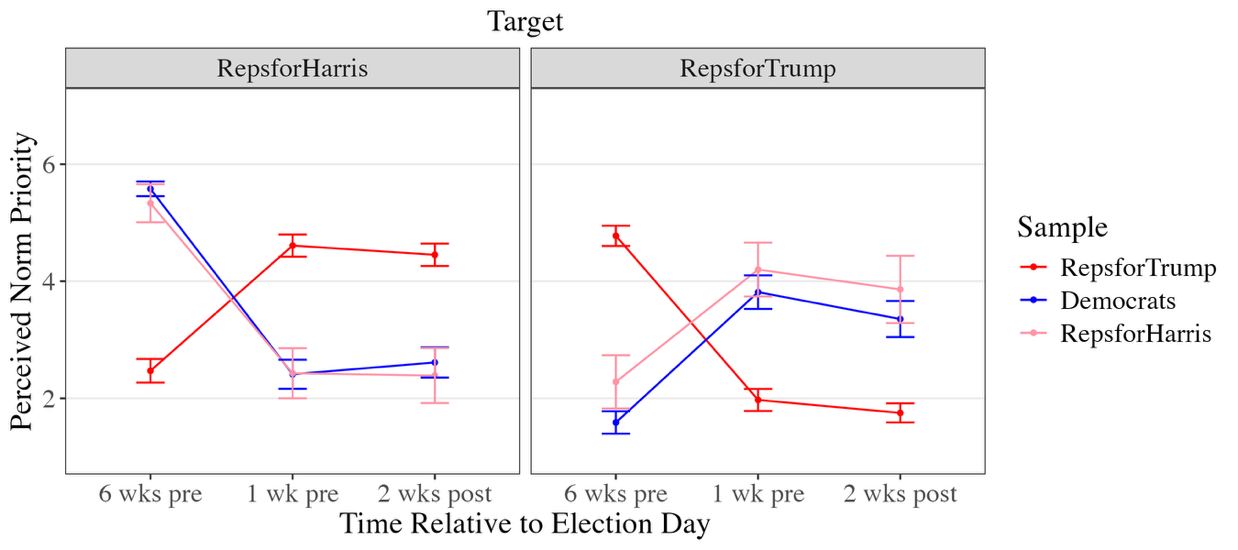 Target
RepsforHarris
RepsforTrump
Perceived Norm Priority
6
4
2
6 wks pre
1 wk pre
2 wks post
6 wks pre
1 wk pre
2 wks post
Time Relative to Election Day
Sample
RepsforTrump
Democrats
RepsforHarris